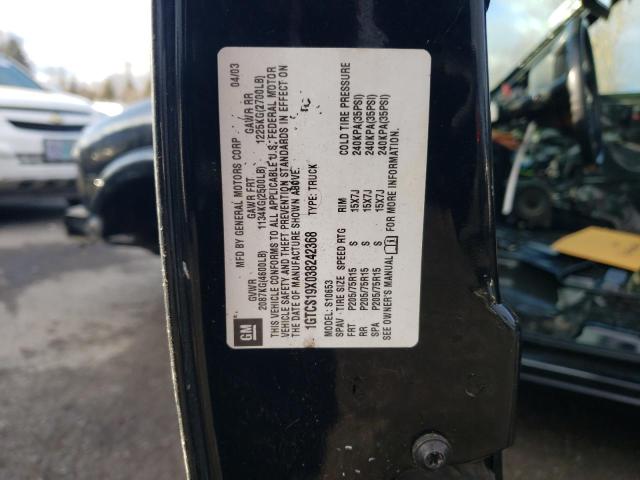 GM
MFD BY GENERAL MOTORS CORP 04/03
GVWR GAWR FRT GAWR RR
2087KG(4600LB) 1134KG(2500LB) 1225KG(2700LB)
THIS VEHICLE CONFORMS TO ALL APPLICABLE U.S. FEDERAL MOTOR
VEHICLE SAFETY AND THEFT PREVENTION STANDARDS IN EFFECT ON
THE DATE OF MANUFACTURE SHOWN ABOVE.
1GTCS19X038242368 TYPE: TRUCK
MODEL: S10653
SPAV - TIRE SIZE SPEED RTG RIM COLD TIRE PRESSURE
FRT P205/75R15 S 15X7J 240KPA(35PSI)
RR P205/75R15 S 15X7J 240KPA(35PSI)
SPA P205/75R15 S 15X7J 240KPA(35PSI)
SEE OWNER'S MANUAL FOR MORE INFORMATION.